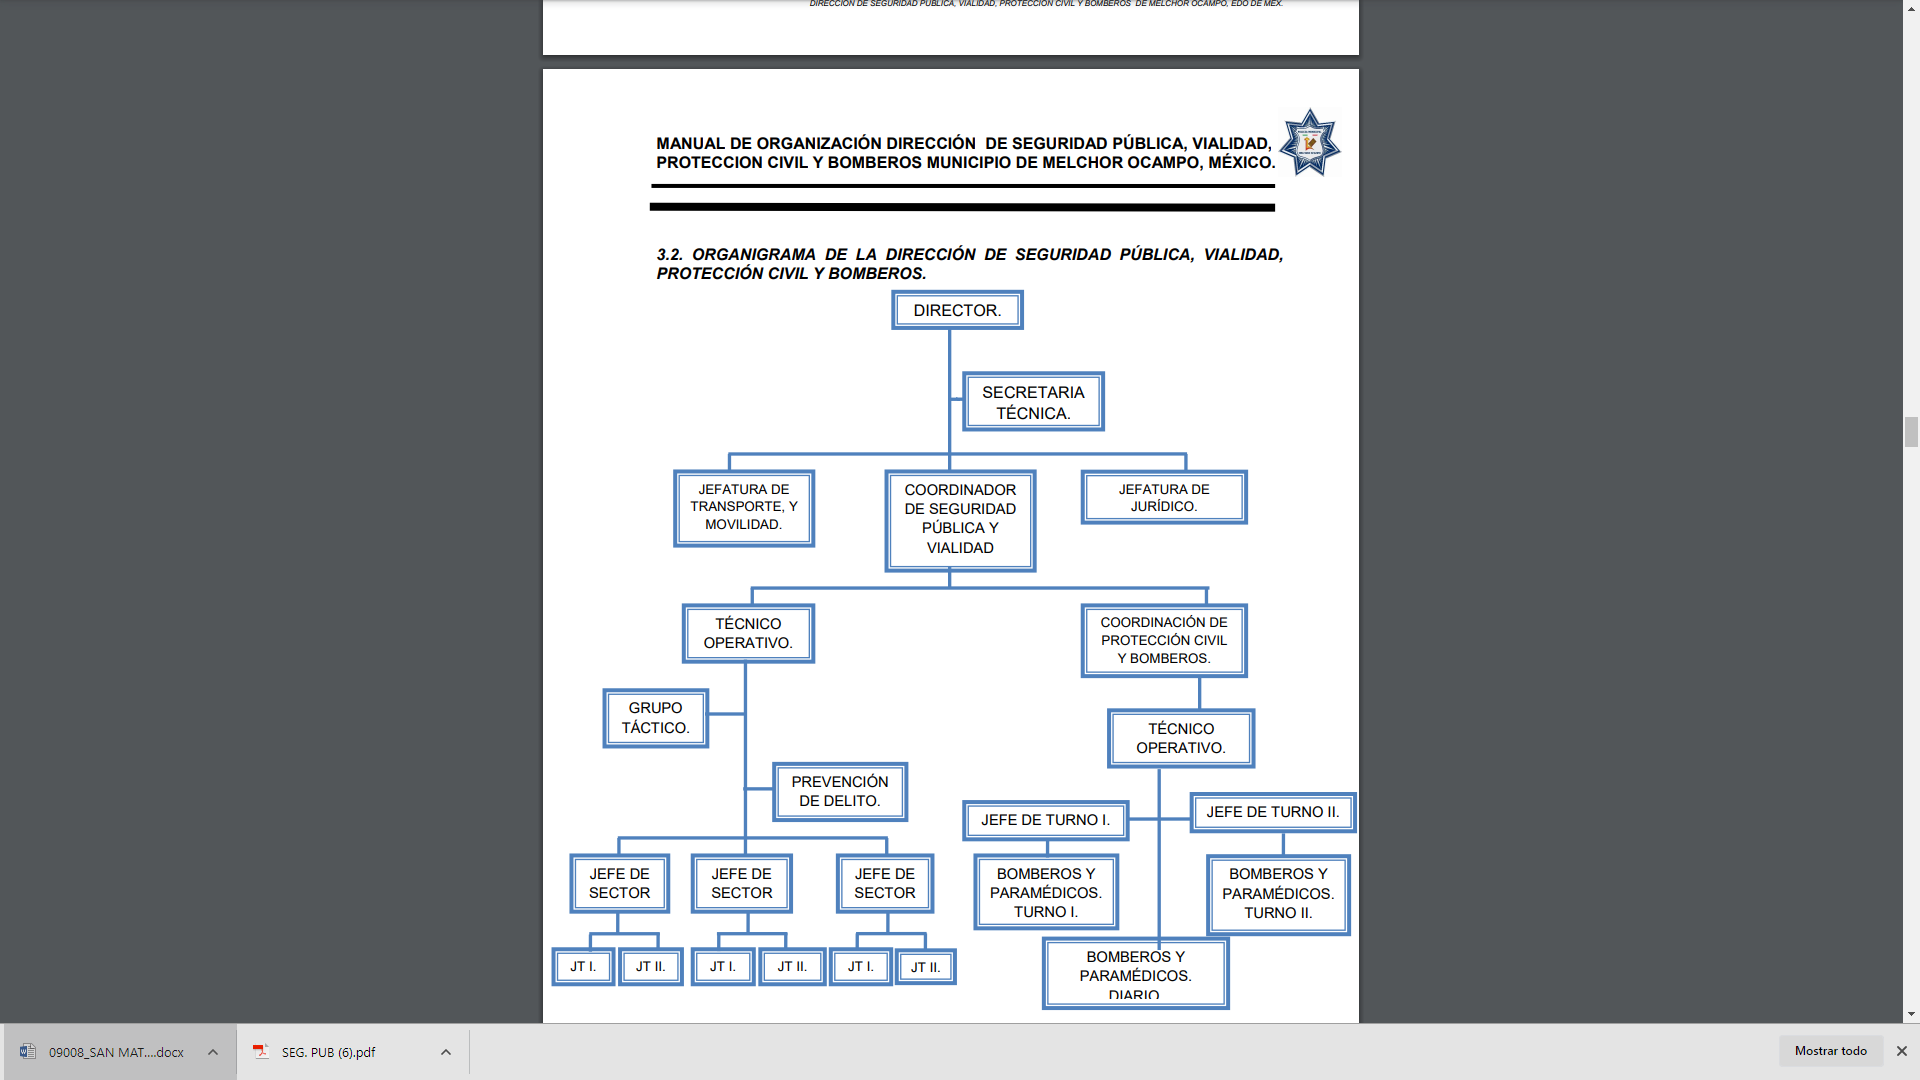 DIRECCIÓN DE SEGURIDAD PÚBLICA, VIALIDAD, PROTECCIÓN CIVIL Y BOMBEROS DE MELCHOR OCAMPO, EDO DE MEX.
MANUAL DE ORGANIZACIÓN DIRECCIÓN DE SEGURIDAD PÚBLICA, VIALIDAD,
PROTECCION CIVIL Y BOMBEROS MUNICIPIO DE MELCHOR OCAMPO, MÉXICO.
3.2. ORGANIGRAMA DE LA DIRECCIÓN DE SEGURIDAD PÚBLICA, VIALIDAD,
PROTECCIÓN CIVIL Y BOMBEROS.
DIRECTOR.
SECRETARIA
TÉCNICA.
JEFATURA DE
TRANSPORTE, Y
MOVILIDAD.
COORDINADOR
DE SEGURIDAD
PÚBLICA Y
VIALIDAD
JEFATURA DE
JURÍDICO.
TÉCNICO
OPERATIVO.
COORDINACIÓN DE
PROTECCIÓN CIVIL
Y BOMBEROS.
GRUPO
TÁCTICO.
TÉCNICO
OPERATIVO.
PREVENCIÓN
DE DELITO.
JEFE DE TURNO I.
JEFE DE TURNO II.
JEFE DE
SECTOR
JEFE DE
SECTOR
JEFE DE
SECTOR
BOMBEROS Y
PARAMÉDICOS.
TURNO I.
BOMBEROS Y
PARAMÉDICOS.
TURNO II.
JT I.
JT II.
JT I.
JT II.
JT I.
JT II.
BOMBEROS Y
PARAMÉDICOS.
DIARIO
09008_SAN MAT....docx
SEG. PUB (6).pdf
Mostrar todo